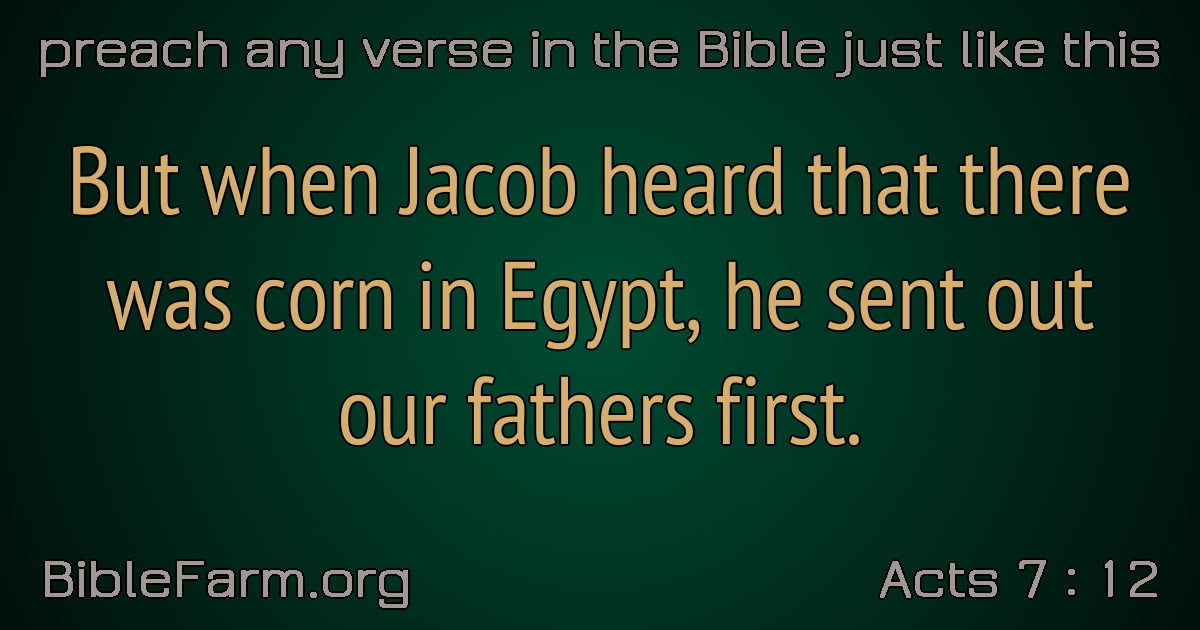 preach any verse in the Bible just like this
But when Jacob heard that there
was corn in Egypt, he sent out
our fathers first.
BibleFarm.org
Acts 7 : 12